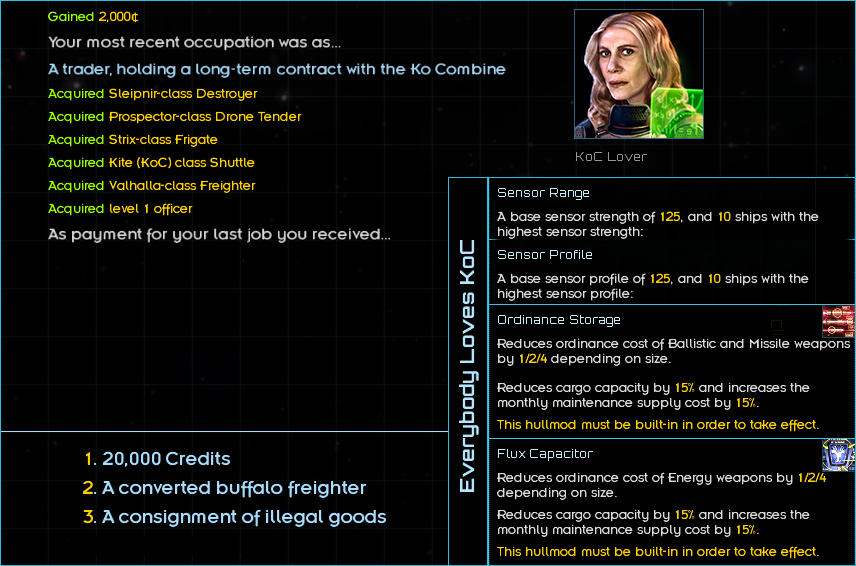 Gained 2,000¢
Your most recent occupation was as...
A trader, holding a long-term contract with the Ko Combine
Acquired Sleipnir-class Destroyer
Acquired Prospector-class Drone Tender
Acquired Strix-class Frigate
Acquired Kite (KoC) class Shuttle
Acquired Valhalla-class Freighter
Acquired level 1 officer
As payment for your last job you received...
1. 20,000 Credits
2. A converted buffalo freighter
3. A consignment of illegal goods
KoC Lover
Everybody Loves KoC
Sensor Range
A base sensor strength of 125, and 10 ships with the
highest sensor strength:
Sensor Profile
A base sensor profile of 125, and 10 ships with the
highest sensor profile:
Ordinance Storage
Reduces ordinance cost of Ballistic and Missile weapons
by 1/2/4 depending on size.
Reduces cargo capacity by 15% and increases the
monthly maintenance supply cost by 15%.
This hullmod must be built-in in order to take effect.
Flux Capacitor
Reduces ordinance cost of Energy weapons by 1/2/4
depending on size.
Reduces cargo capacity by 15% and increases the
monthly maintenance supply cost by 15%.
This hullmod must be built-in in order to take effect.